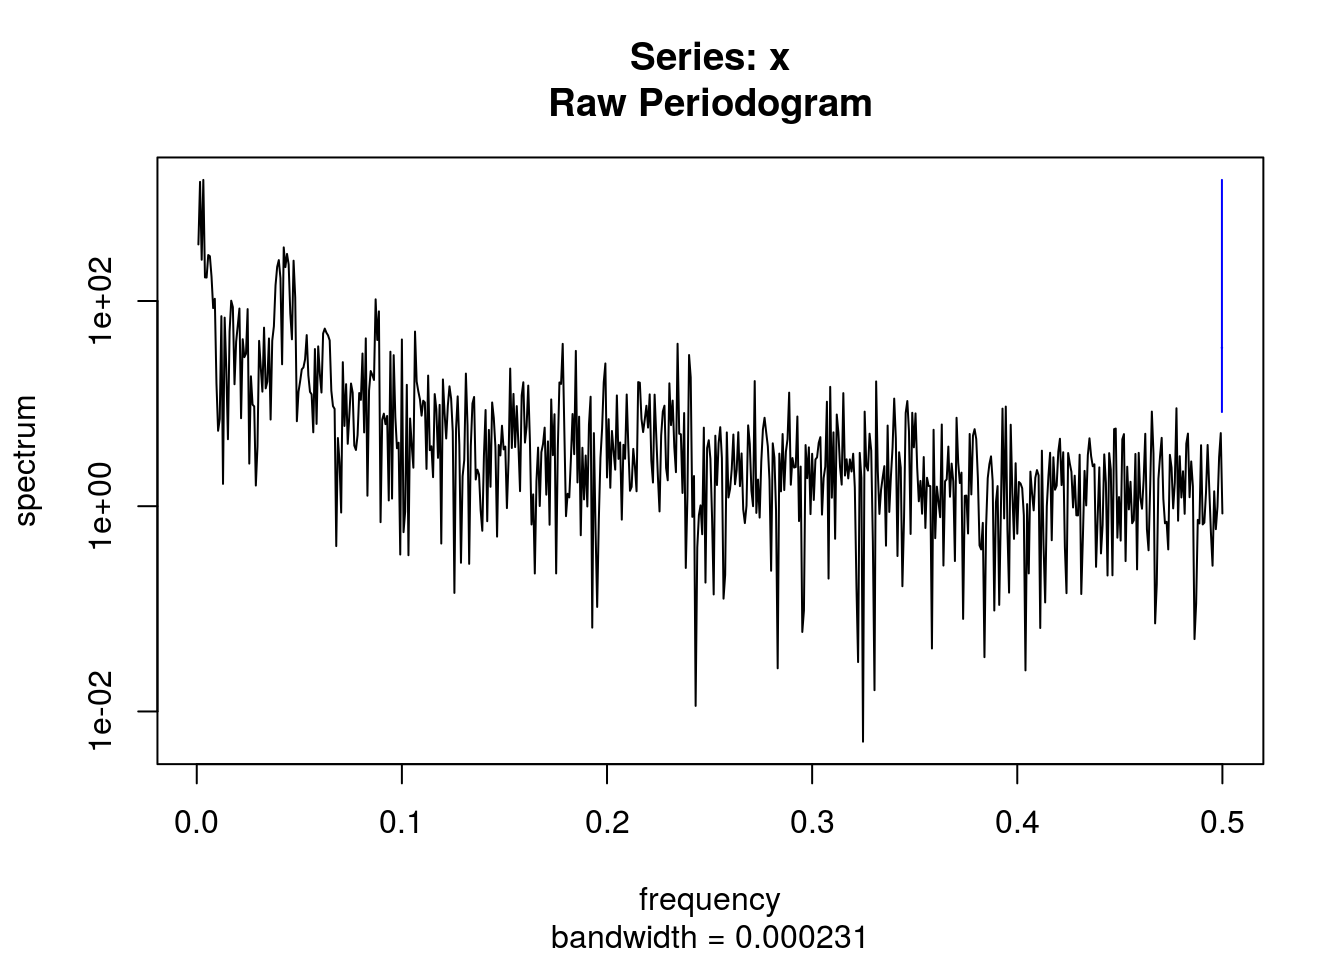 Series: x
Raw Periodogram
spectrum
1e+02
1e+00
1e-02
0.0 0.1 0.2 0.3 0.4 0.5
frequency
bandwidth = 0.000231